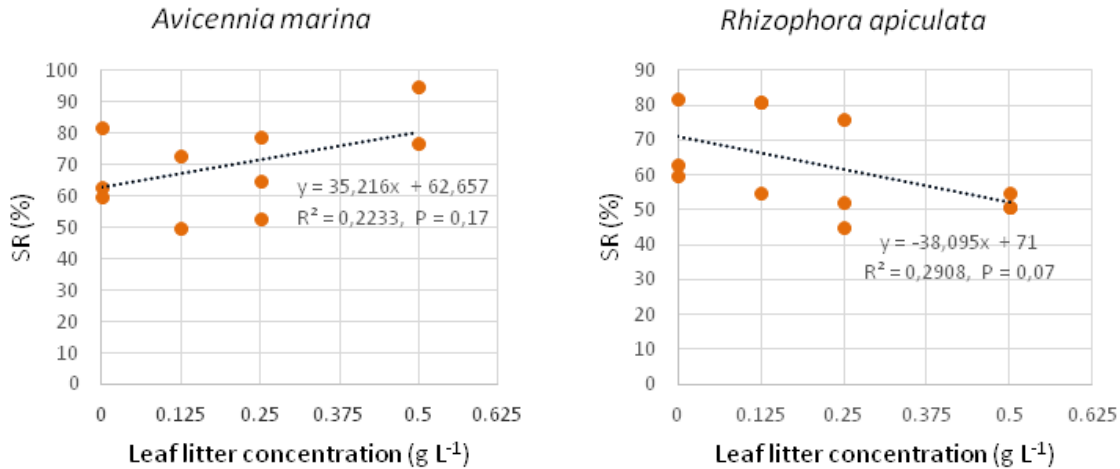 Avicennia marina
100
90
80
70
60
50
40
30
20
10
0
SR (%)
y = 35,216x + 62,657
R² = 0,2233, P = 0,17
0 0.125 0.25 0.375 0.5 0.625
Leaf litter concentration (g L⁻¹)
Rhizophora apiculata
90
80
70
60
50
40
30
20
10
0
SR (%)
y = -38,095x + 71
R² = 0,2908, P = 0,07
0 0.125 0.25 0.375 0.5 0.625
Leaf litter concentration (g L⁻¹)